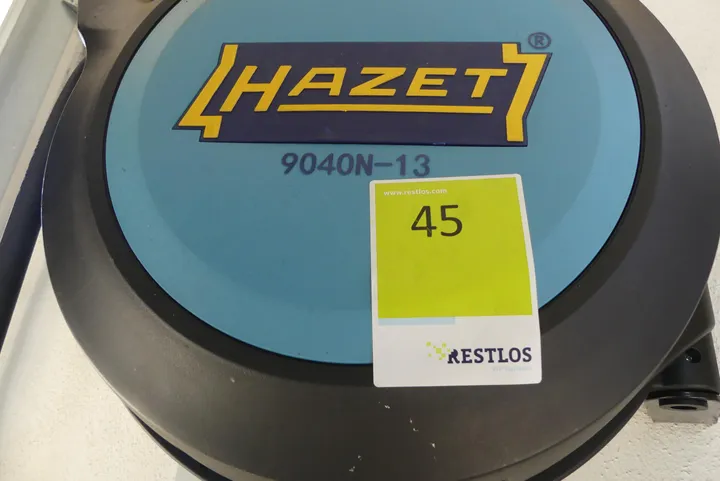 HAZET®
9040N-13
www.restlos.com
45
RESTLOS